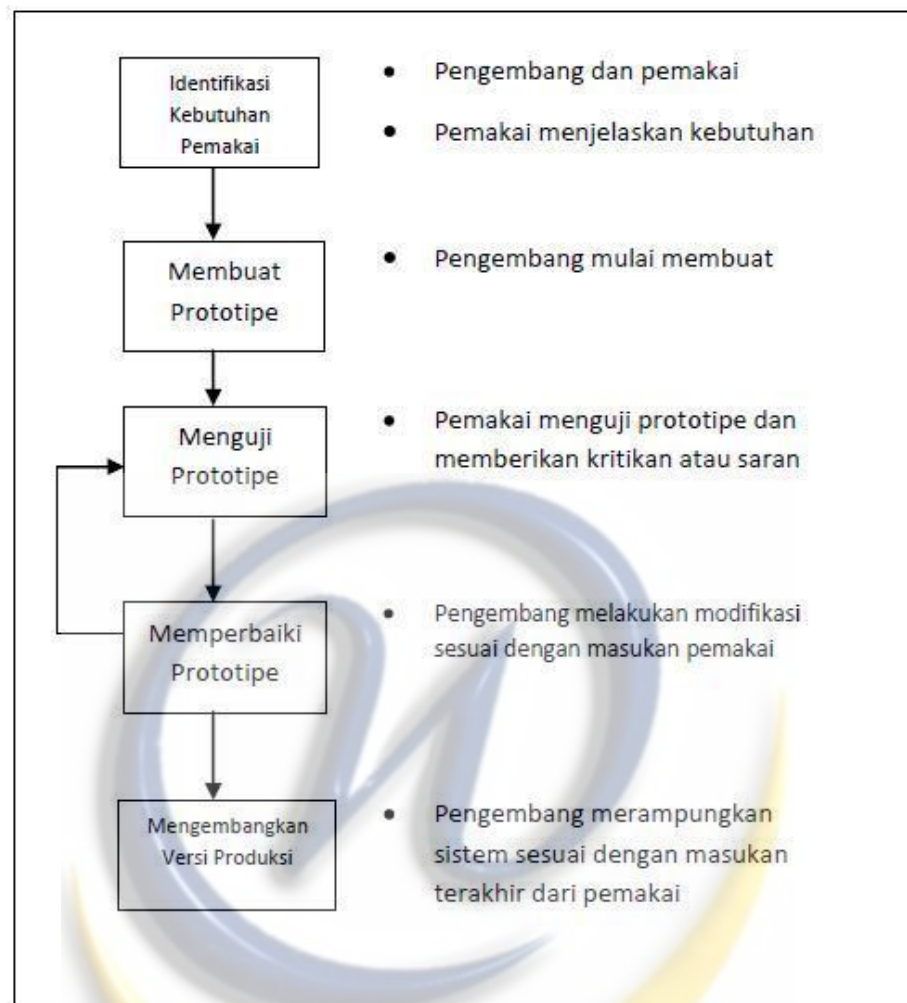 Identifikasi
Kebutuhan
Pemakai
• Pengembang dan pemakai
• Pemakai menjelaskan kebutuhan
Membuat
Prototipe
• Pengembang mulai membuat
Menguji
Prototipe
• Pemakai menguji prototipe dan
memberikan kritikan atau saran
Memperbaiki
Prototipe
• Pengembang melakukan modifikasi
sesuai dengan masukan pemakai
Mengembangkan
Versi Produksi
• Pengembang merampungkan
sistem sesuai dengan masukan
terakhir dari pemakai